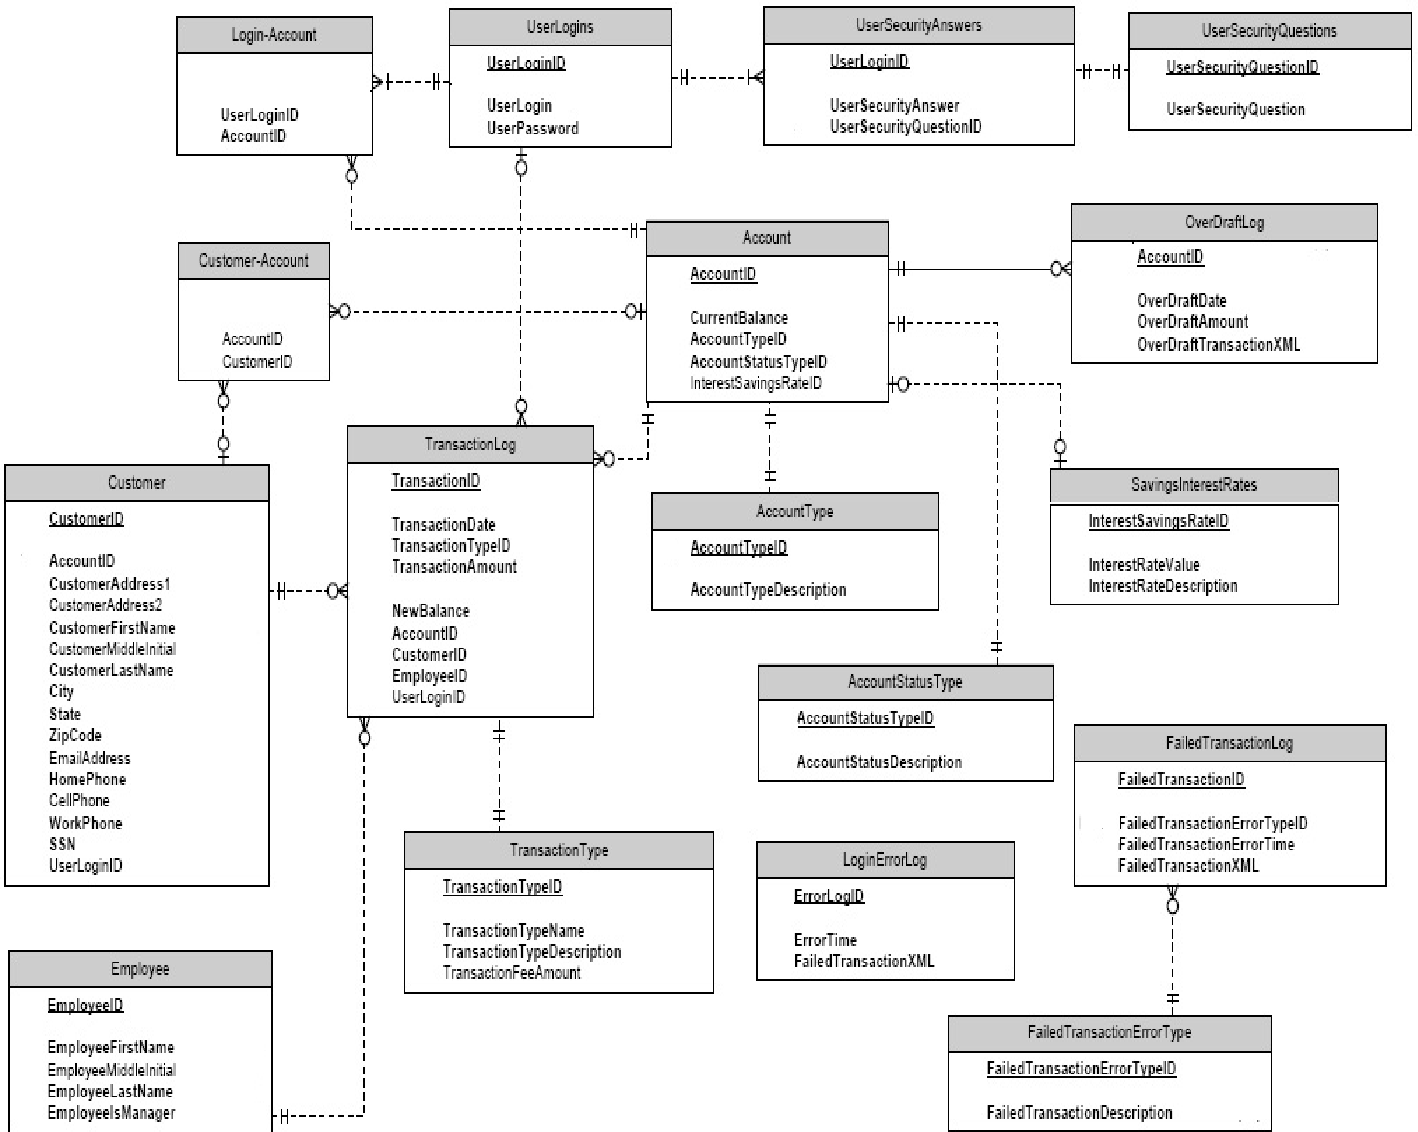 Login-Account
UserLoginID
AccountID
UserLogins
UserLoginID
UserLogin
UserPassword
UserSecurityAnswers
UserLoginID
UserSecurityAnswer
UserSecurityQuestionID
UserSecurityQuestions
UserSecurityQuestionID
UserSecurityQuestion
Customer-Account
AccountID
CustomerID
Account
AccountID
CurrentBalance
AccountTypeID
AccountStatusTypeID
InterestSavingsRateID
OverDraftLog
AccountID
OverDraftDate
OverDraftAmount
OverDraftTransactionXML
Customer
CustomerID
AccountID
CustomerAddress1
CustomerAddress2
CustomerFirstName
CustomerMiddleInitial
CustomerLastName
City
State
ZipCode
EmailAddress
HomePhone
CellPhone
WorkPhone
SSN
UserLoginID
TransactionLog
TransactionID
TransactionDate
TransactionTypeID
TransactionAmount
NewBalance
AccountID
CustomerID
EmployeeID
UserLoginID
AccountType
AccountTypeID
AccountTypeDescription
SavingsInterestRates
InterestSavingsRateID
InterestRateValue
InterestRateDescription
AccountStatusType
AccountStatusTypeID
AccountStatusDescription
FailedTransactionLog
FailedTransactionID
FailedTransactionErrorTypeID
FailedTransactionErrorTime
FailedTransactionXML
TransactionType
TransactionTypeID
TransactionTypeName
TransactionTypeDescription
TransactionFeeAmount
LoginErrorLog
ErrorLogID
ErrorTime
FailedTransactionXML
Employee
EmployeeID
EmployeeFirstName
EmployeeMiddleInitial
EmployeeLastName
EmployeeIsManager
FailedTransactionErrorType
FailedTransactionErrorTypeID
FailedTransactionDescription